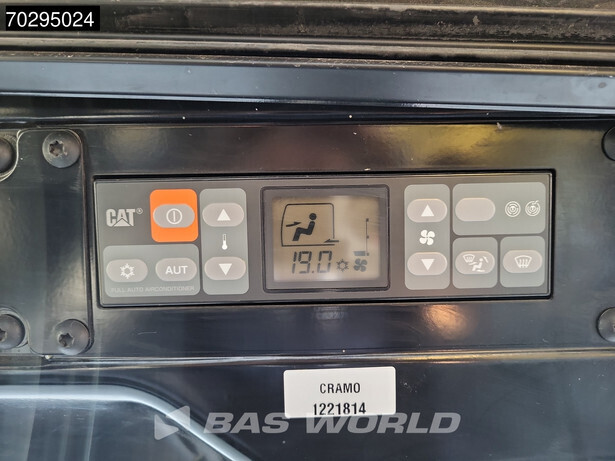 70295024
CAT®
AUT
FULL AUTO AIRCONDITIONER
19.0
CRAMO
1221814
BAS WORLD